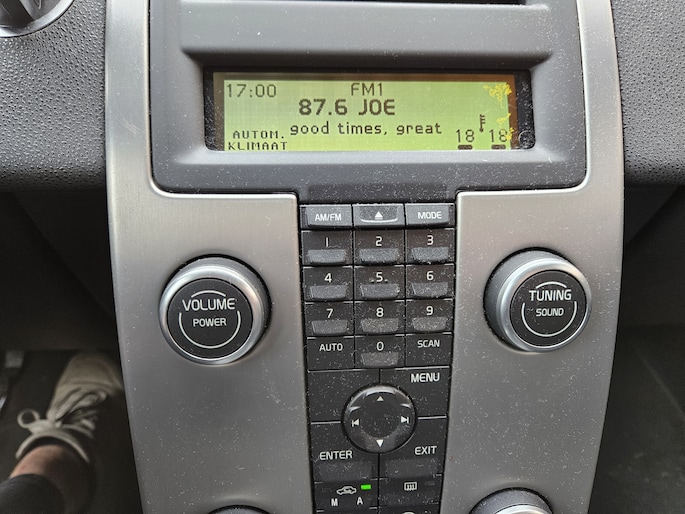 17:00 FM1
87.6 JOE
AUTOM. good times, great 18 18
KLIMAAT
AM/FM MODE
1 2 3
4 5 6
7 8 9
AUTO 0 SCAN
VOLUME
POWER
TUNING
SOUND
MENU
ENTER EXIT
M A